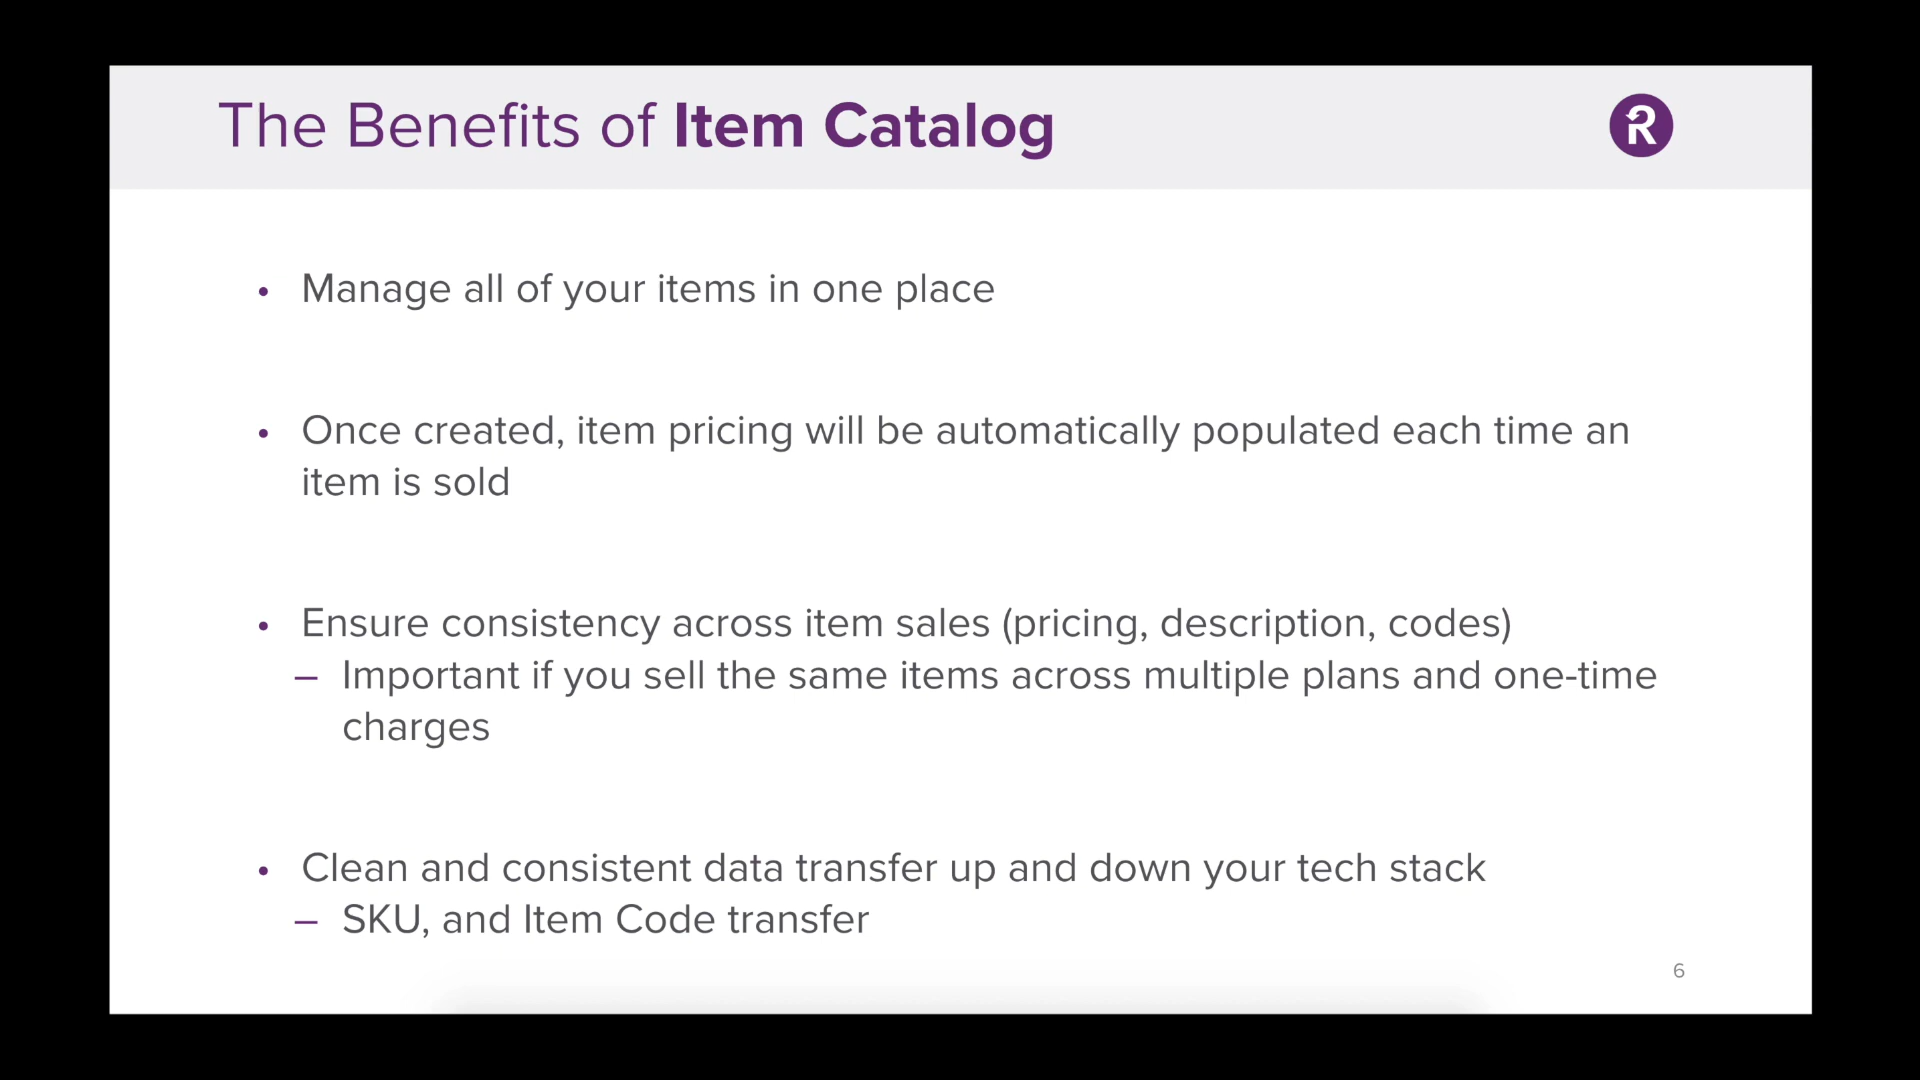 The Benefits of Item Catalog
R
• Manage all of your items in one place
• Once created, item pricing will be automatically populated each time an
item is sold
• Ensure consistency across item sales (pricing, description, codes)
– Important if you sell the same items across multiple plans and one-time
charges
• Clean and consistent data transfer up and down your tech stack
– SKU, and Item Code transfer
6